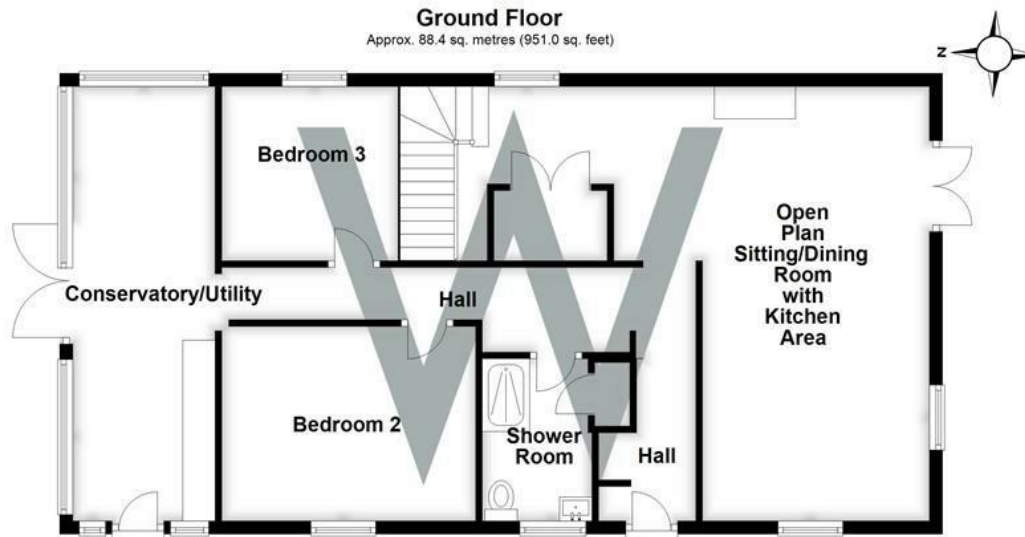 Ground Floor
Approx. 88.4 sq. metres (951.0 sq. feet)
N
Bedroom 3
Open
Plan
Sitting/Dining
Room
with
Kitchen
Area
Conservatory/Utility
Hall
Bedroom 2
Shower
Room
Hall
W